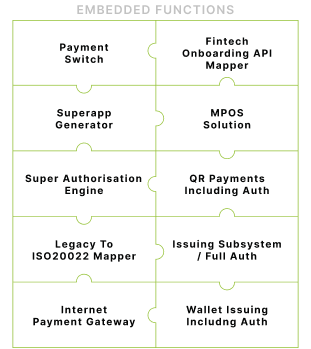 EMBEDDED FUNCTIONS
Payment
Switch
Fintech
Onboarding API
Mapper
Superapp
Generator
MPOS
Solution
Super Authorisation
Engine
QR Payments
Including Auth
Legacy To
ISO20022 Mapper
Issuing Subsystem
/ Full Auth
Internet
Payment Gateway
Wallet Issuing
Includng Auth